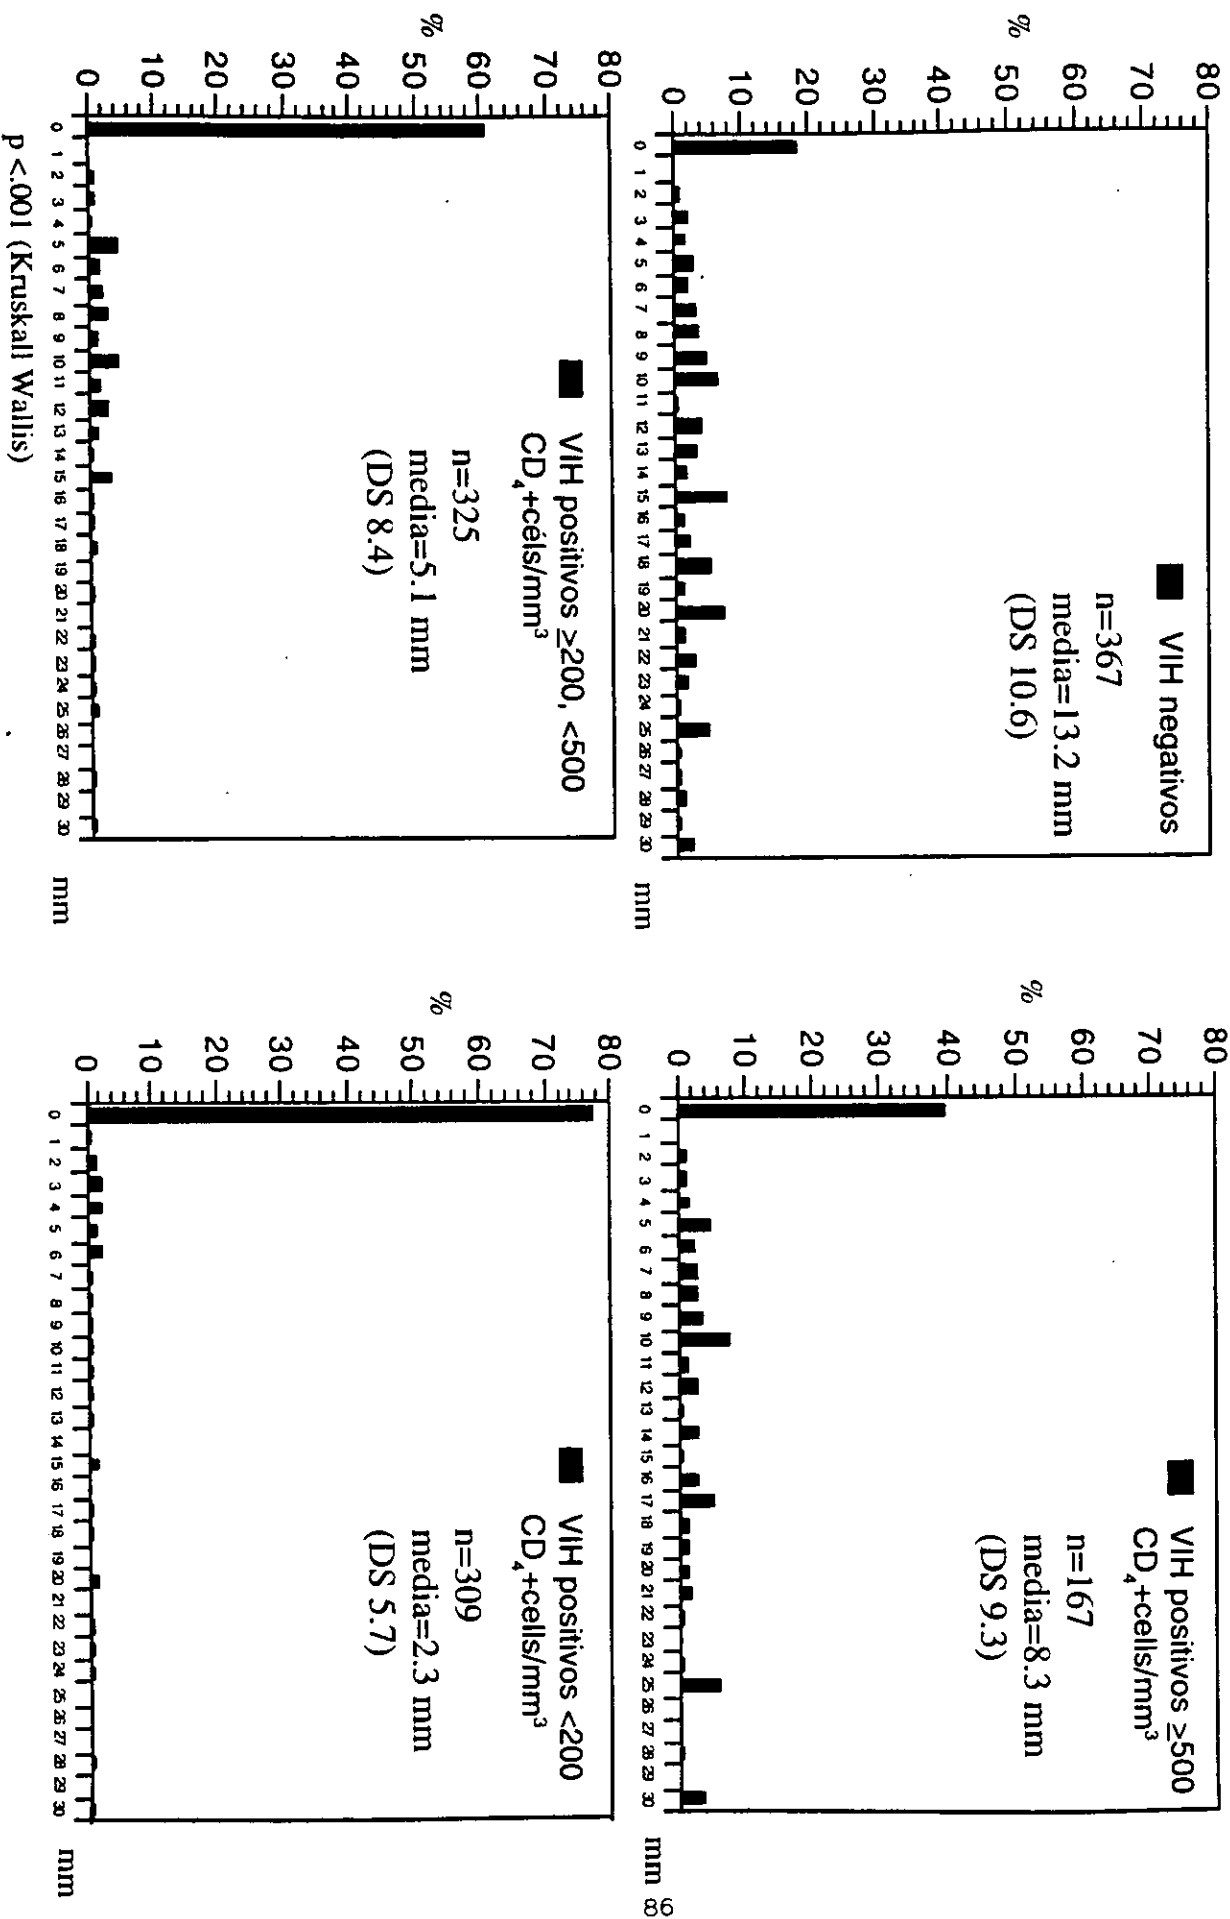 %
80
70
60
50
40
30
20
10
0
0 1 2 3 4 5 6 7 8 9 10 11 12 13 14 15 16 17 18 19 20 21 22 23 24 25 26 27 28 29 30
mm
VIH negativos
n=367
media=13.2 mm
(DS 10.6)
%
80
70
60
50
40
30
20
10
0
0 1 2 3 4 5 6 7 8 9 10 11 12 13 14 15 16 17 18 19 20 21 22 23 24 25 26 27 28 29 30
mm
VIH positivos ≥500
CD₄+cells/mm³
n=167
media=8.3 mm
(DS 9.3)
%
80
70
60
50
40
30
20
10
0
0 1 2 3 4 5 6 7 8 9 10 11 12 13 14 15 16 17 18 19 20 21 22 23 24 25 26 27 28 29 30
mm
VIH positivos ≥200, <500
CD₄+céls/mm³
n=325
media=5.1 mm
(DS 8.4)
%
80
70
60
50
40
30
20
10
0
0 1 2 3 4 5 6 7 8 9 10 11 12 13 14 15 16 17 18 19 20 21 22 23 24 25 26 27 28 29 30
mm
VIH positivos <200
CD₄+cells/mm³
n=309
media=2.3 mm
(DS 5.7)
p <.001 (Kruskall Wallis)
86